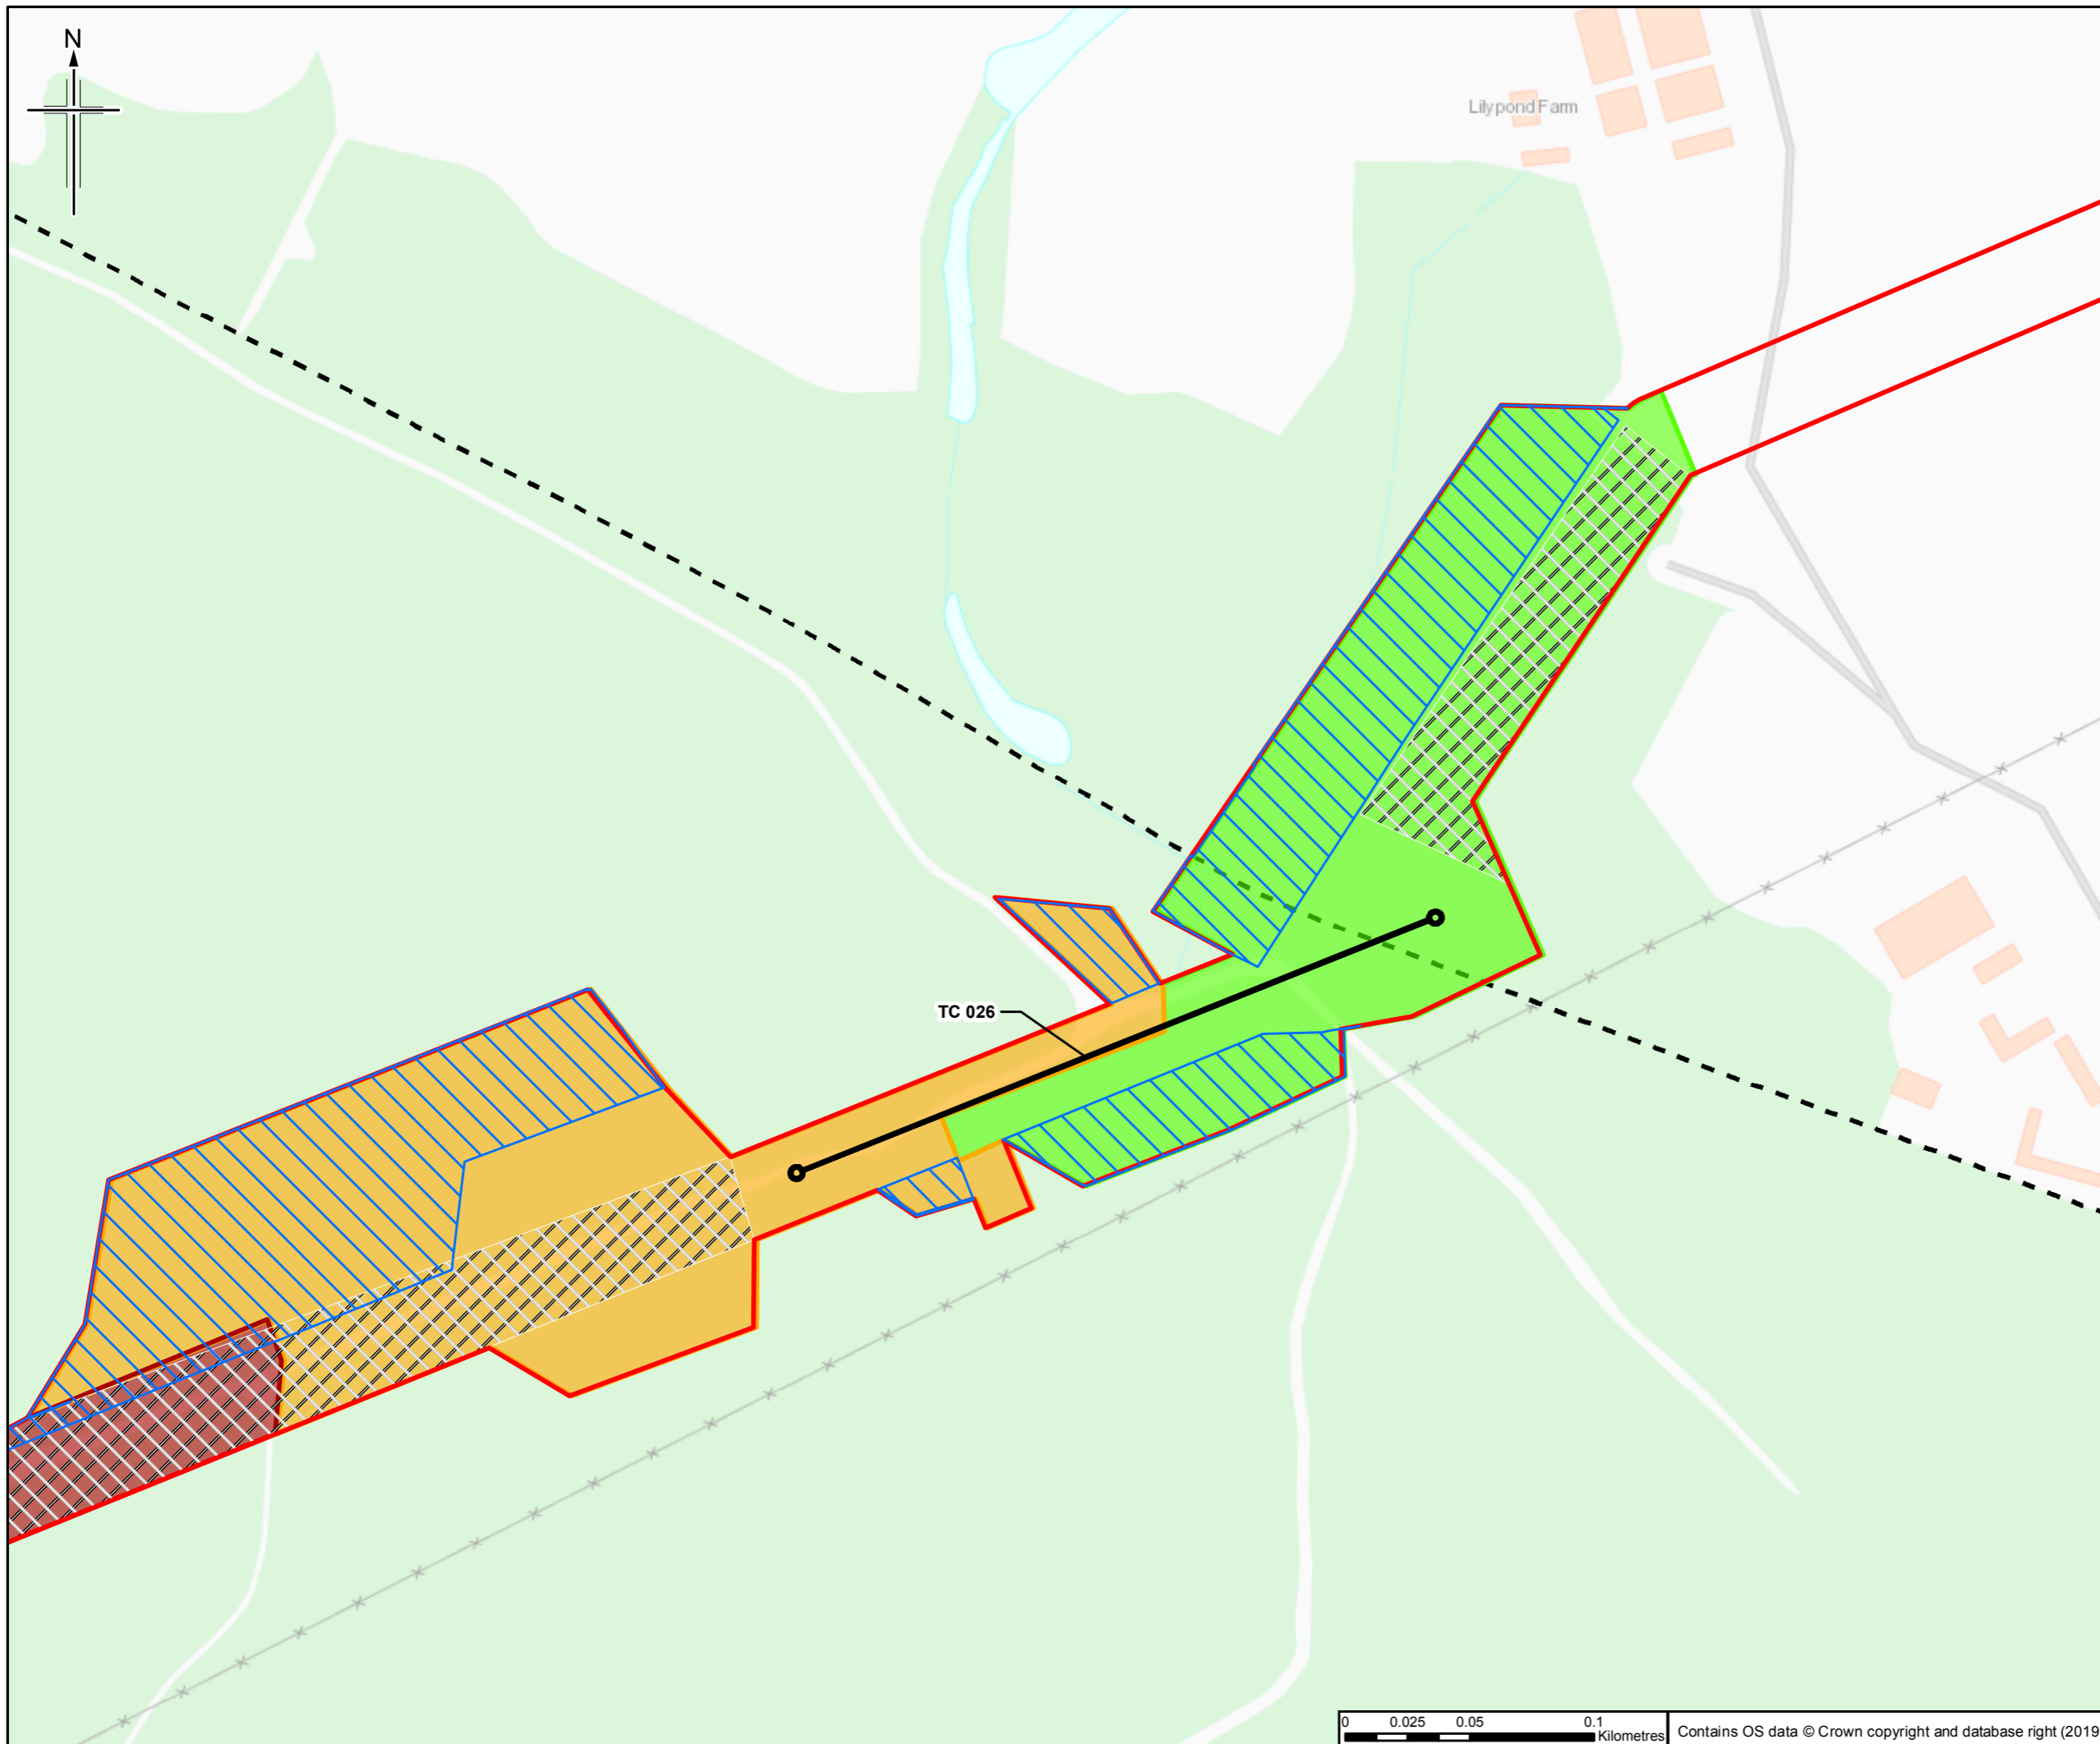 N
Lilypond Farm
TC 026
0 0.025 0.05 0.1
Kilometres
Contains OS data © Crown copyright and database right (2019